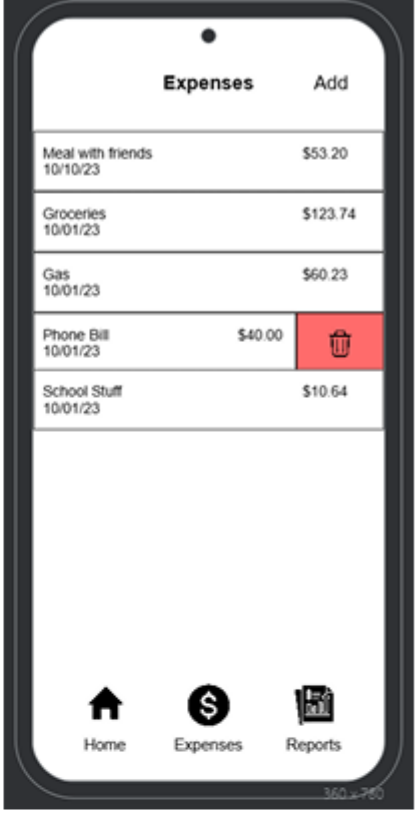 Expenses Add
Meal with friends $53.20
10/10/23
Groceries $123.74
10/01/23
Gas $60.23
10/01/23
Phone Bill $40.00
10/01/23
School Stuff $10.64
10/01/23
Home Expenses Reports
360 x 780